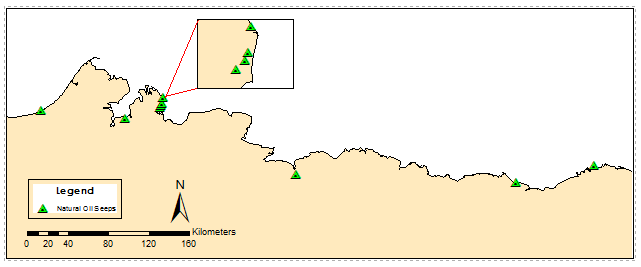 N
Legend
Natural Oil Seeps
Kilometers
0 20 40 80 120 160